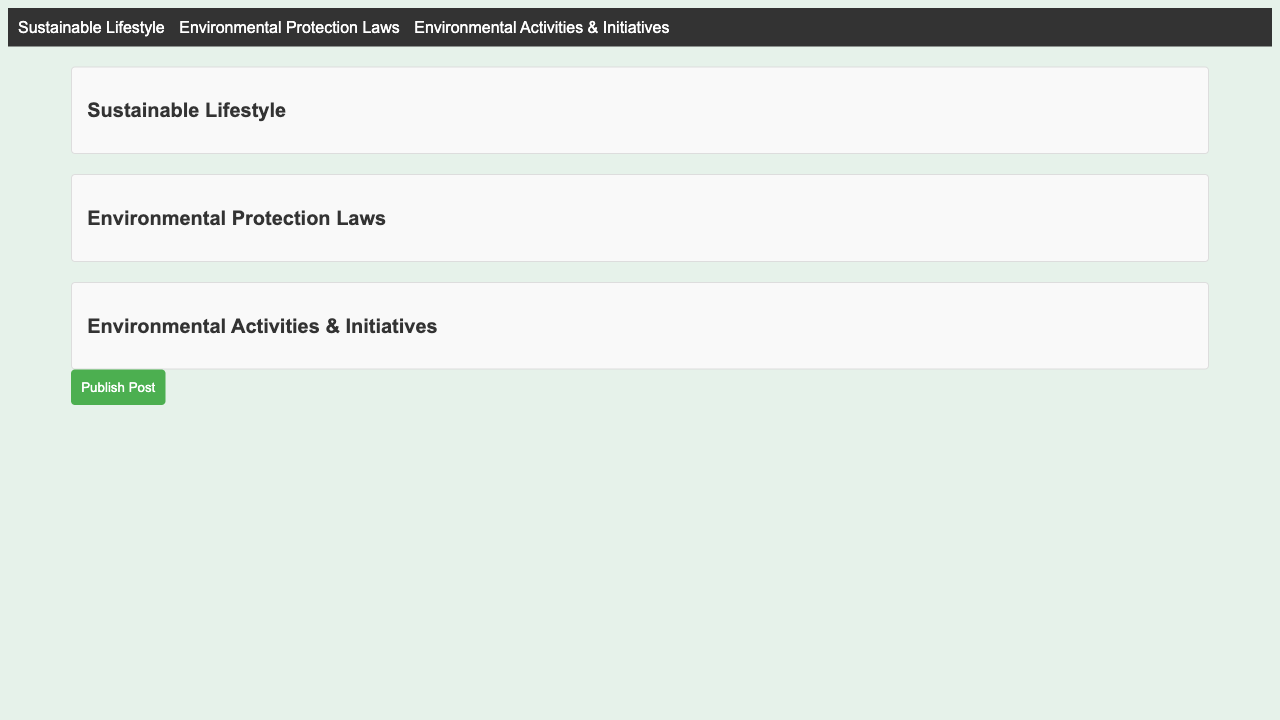 Sustainable Lifestyle Environmental Protection Laws Environmental Activities & Initiatives
Sustainable Lifestyle
Environmental Protection Laws
Environmental Activities & Initiatives
Publish Post